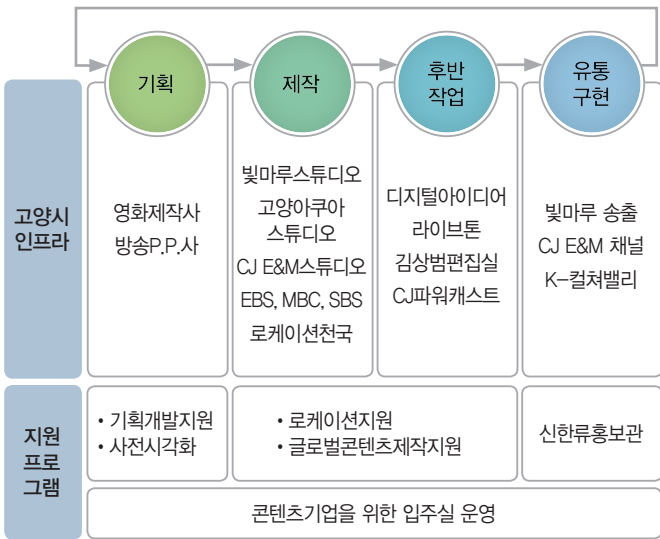 기획
제작
후반
작업
유통
구현
고양시
인프라
영화제작사
방송P.P.사
빛마루스튜디오
고양아쿠아
스튜디오
CJ E&M스튜디오
EBS, MBC, SBS
로케이션천국
디지털아이디어
라이브톤
김상범편집실
CJ파워캐스트
빛마루 송출
CJ E&M 채널
K-컬쳐밸리
지원
프로
그램
• 기획개발지원
• 사전시각화
• 로케이션지원
• 글로벌콘텐츠제작지원
신한류홍보관
콘텐츠기업을 위한 입주실 운영